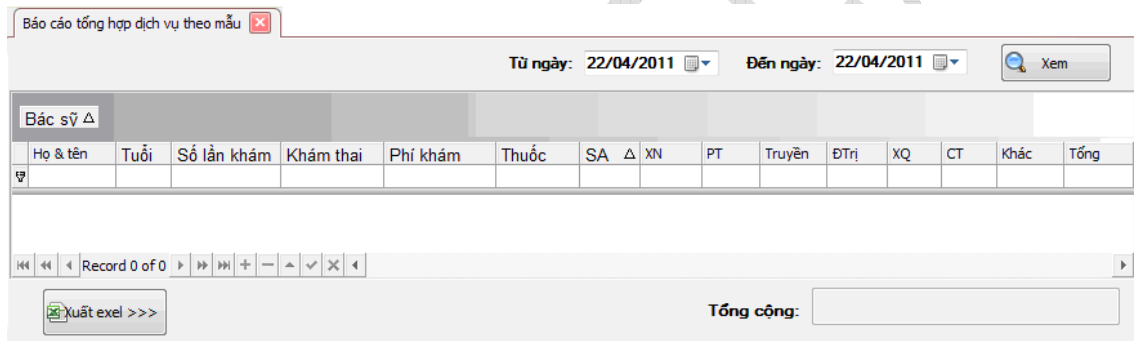 Báo cáo tổng hợp dịch vụ theo mẫu
Từ ngày: 22/04/2011 Đến ngày: 22/04/2011 Xem
Bác sỹ
Họ & tên Tuổi Số lần khám Khám thai Phí khám Thuốc SA XN PT Truyền ĐTrị XQ CT Khác Tổng
Record 0 of 0
Xuất exel >>> Tổng cộng: